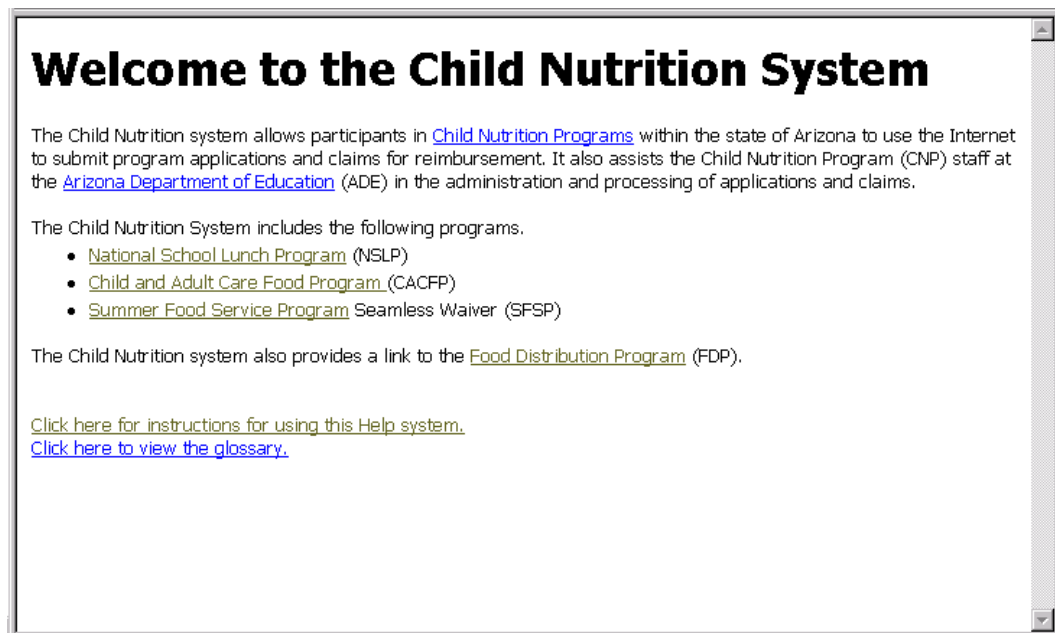 Welcome to the Child Nutrition System
The Child Nutrition system allows participants in Child Nutrition Programs within the state of Arizona to use the Internet
to submit program applications and claims for reimbursement. It also assists the Child Nutrition Program (CNP) staff at
the Arizona Department of Education (ADE) in the administration and processing of applications and claims.
The Child Nutrition System includes the following programs.
• National School Lunch Program (NSLP)
• Child and Adult Care Food Program (CACFP)
• Summer Food Service Program Seamless Waiver (SFSP)
The Child Nutrition system also provides a link to the Food Distribution Program (FDP).
Click here for instructions for using this Help system.
Click here to view the glossary.